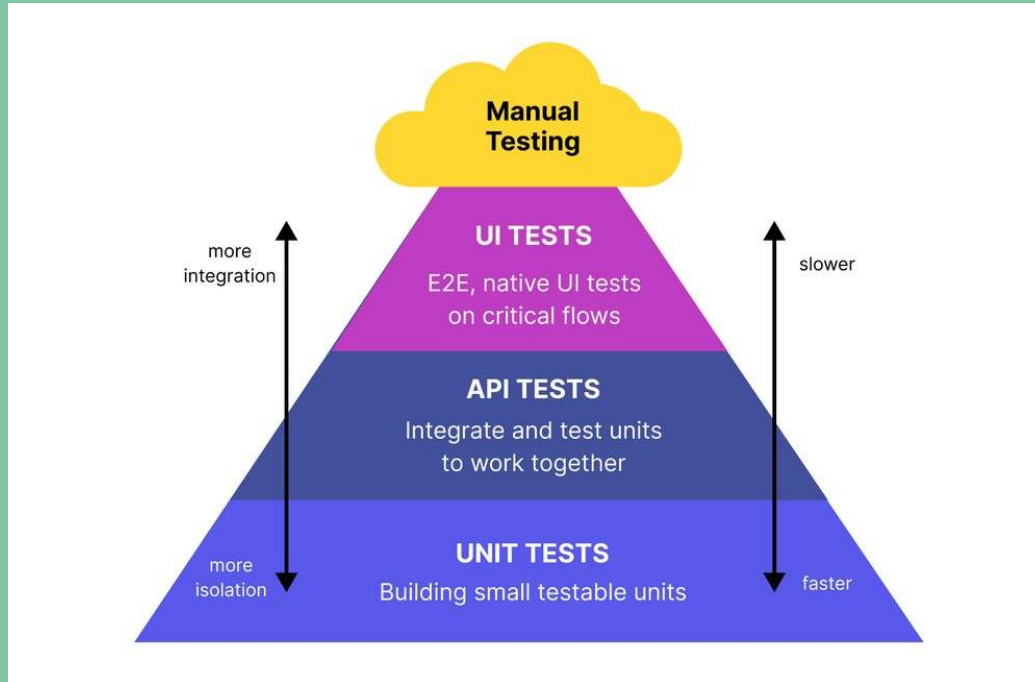 Manual
Testing
UI TESTS
more
integration
slower
E2E, native UI tests
on critical flows
API TESTS
Integrate and test units
to work together
UNIT TESTS
more
isolation
Building small testable units
faster